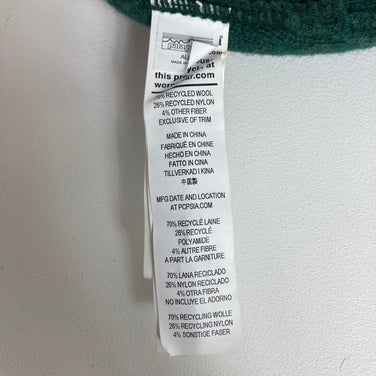 patagonia
this
.com
70% RECYCLED WOOL
26% RECYCLED NYLON
4% OTHER FIBER
EXCLUSIVE OF TRIM
MADE IN CHINA
FABRIQUÉ EN CHINE
HECHO EN CHINA
FATTO IN CINA
TILLVERKAD I KINA
中国製
MFG DATE AND LOCATION
AT PCPSIA.COM
70% RECYCLÉ LAINE
26% RECYCLÉ
POLYAMIDE
4% AUTRE FIBRE
A PART LA GARNITURE
70% LANA RECICLADO
26% NYLON RECICLADO
4% OTRA FIBRA
NO INCLUYE EL ADORNO
70% RECYCLING WOLLE
26% RECYCLING NYLON
4% SONSTIGE FASER